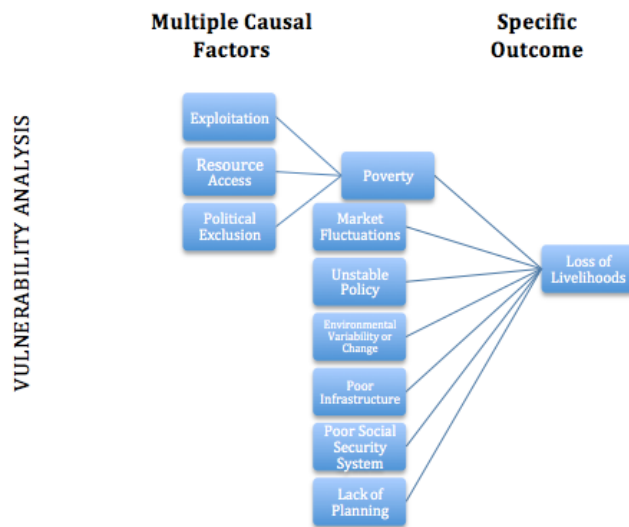 Multiple Causal
Factors
Specific
Outcome
VULNERABILITY ANALYSIS
Exploitation
Resource
Access
Political
Exclusion
Poverty
Market
Fluctuations
Unstable
Policy
Environmental
Variability or
Change
Poor
Infrastructure
Poor Social
Security
System
Lack of
Planning
Loss of
Livelihoods